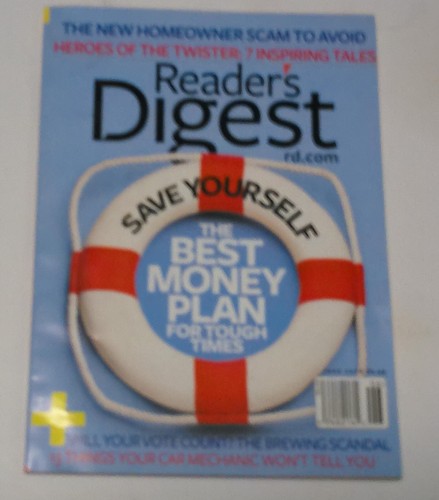 THE NEW HOMEOWNER SCAM TO AVOID
HEROES OF THE TWISTER: 7 INSPIRING TALES
Reader's
Digest
rd.com
SAVE YOURSELF
THE
BEST
MONEY
PLAN
FOR TOUGH
TIMES
WILL YOUR VOTE COUNT? THE BREWING SCANDAL
THINGS YOUR CAR MECHANIC WON'T TELL YOU